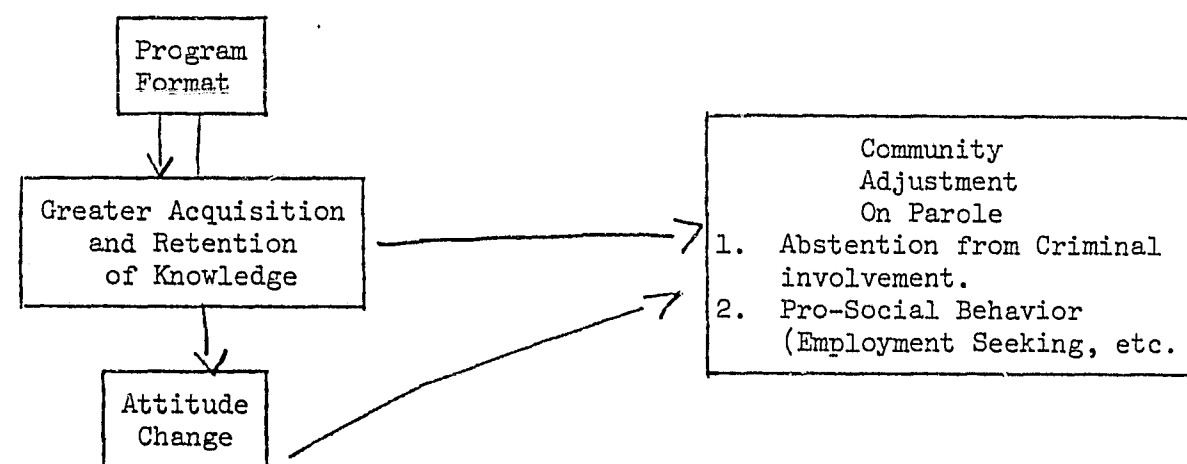 Program
Format
Greater Acquisition
and Retention
of Knowledge
Attitude
Change
Community
Adjustment
On Parole
1. Abstention from Criminal
involvement.
2. Pro-Social Behavior
(Employment Seeking, etc.